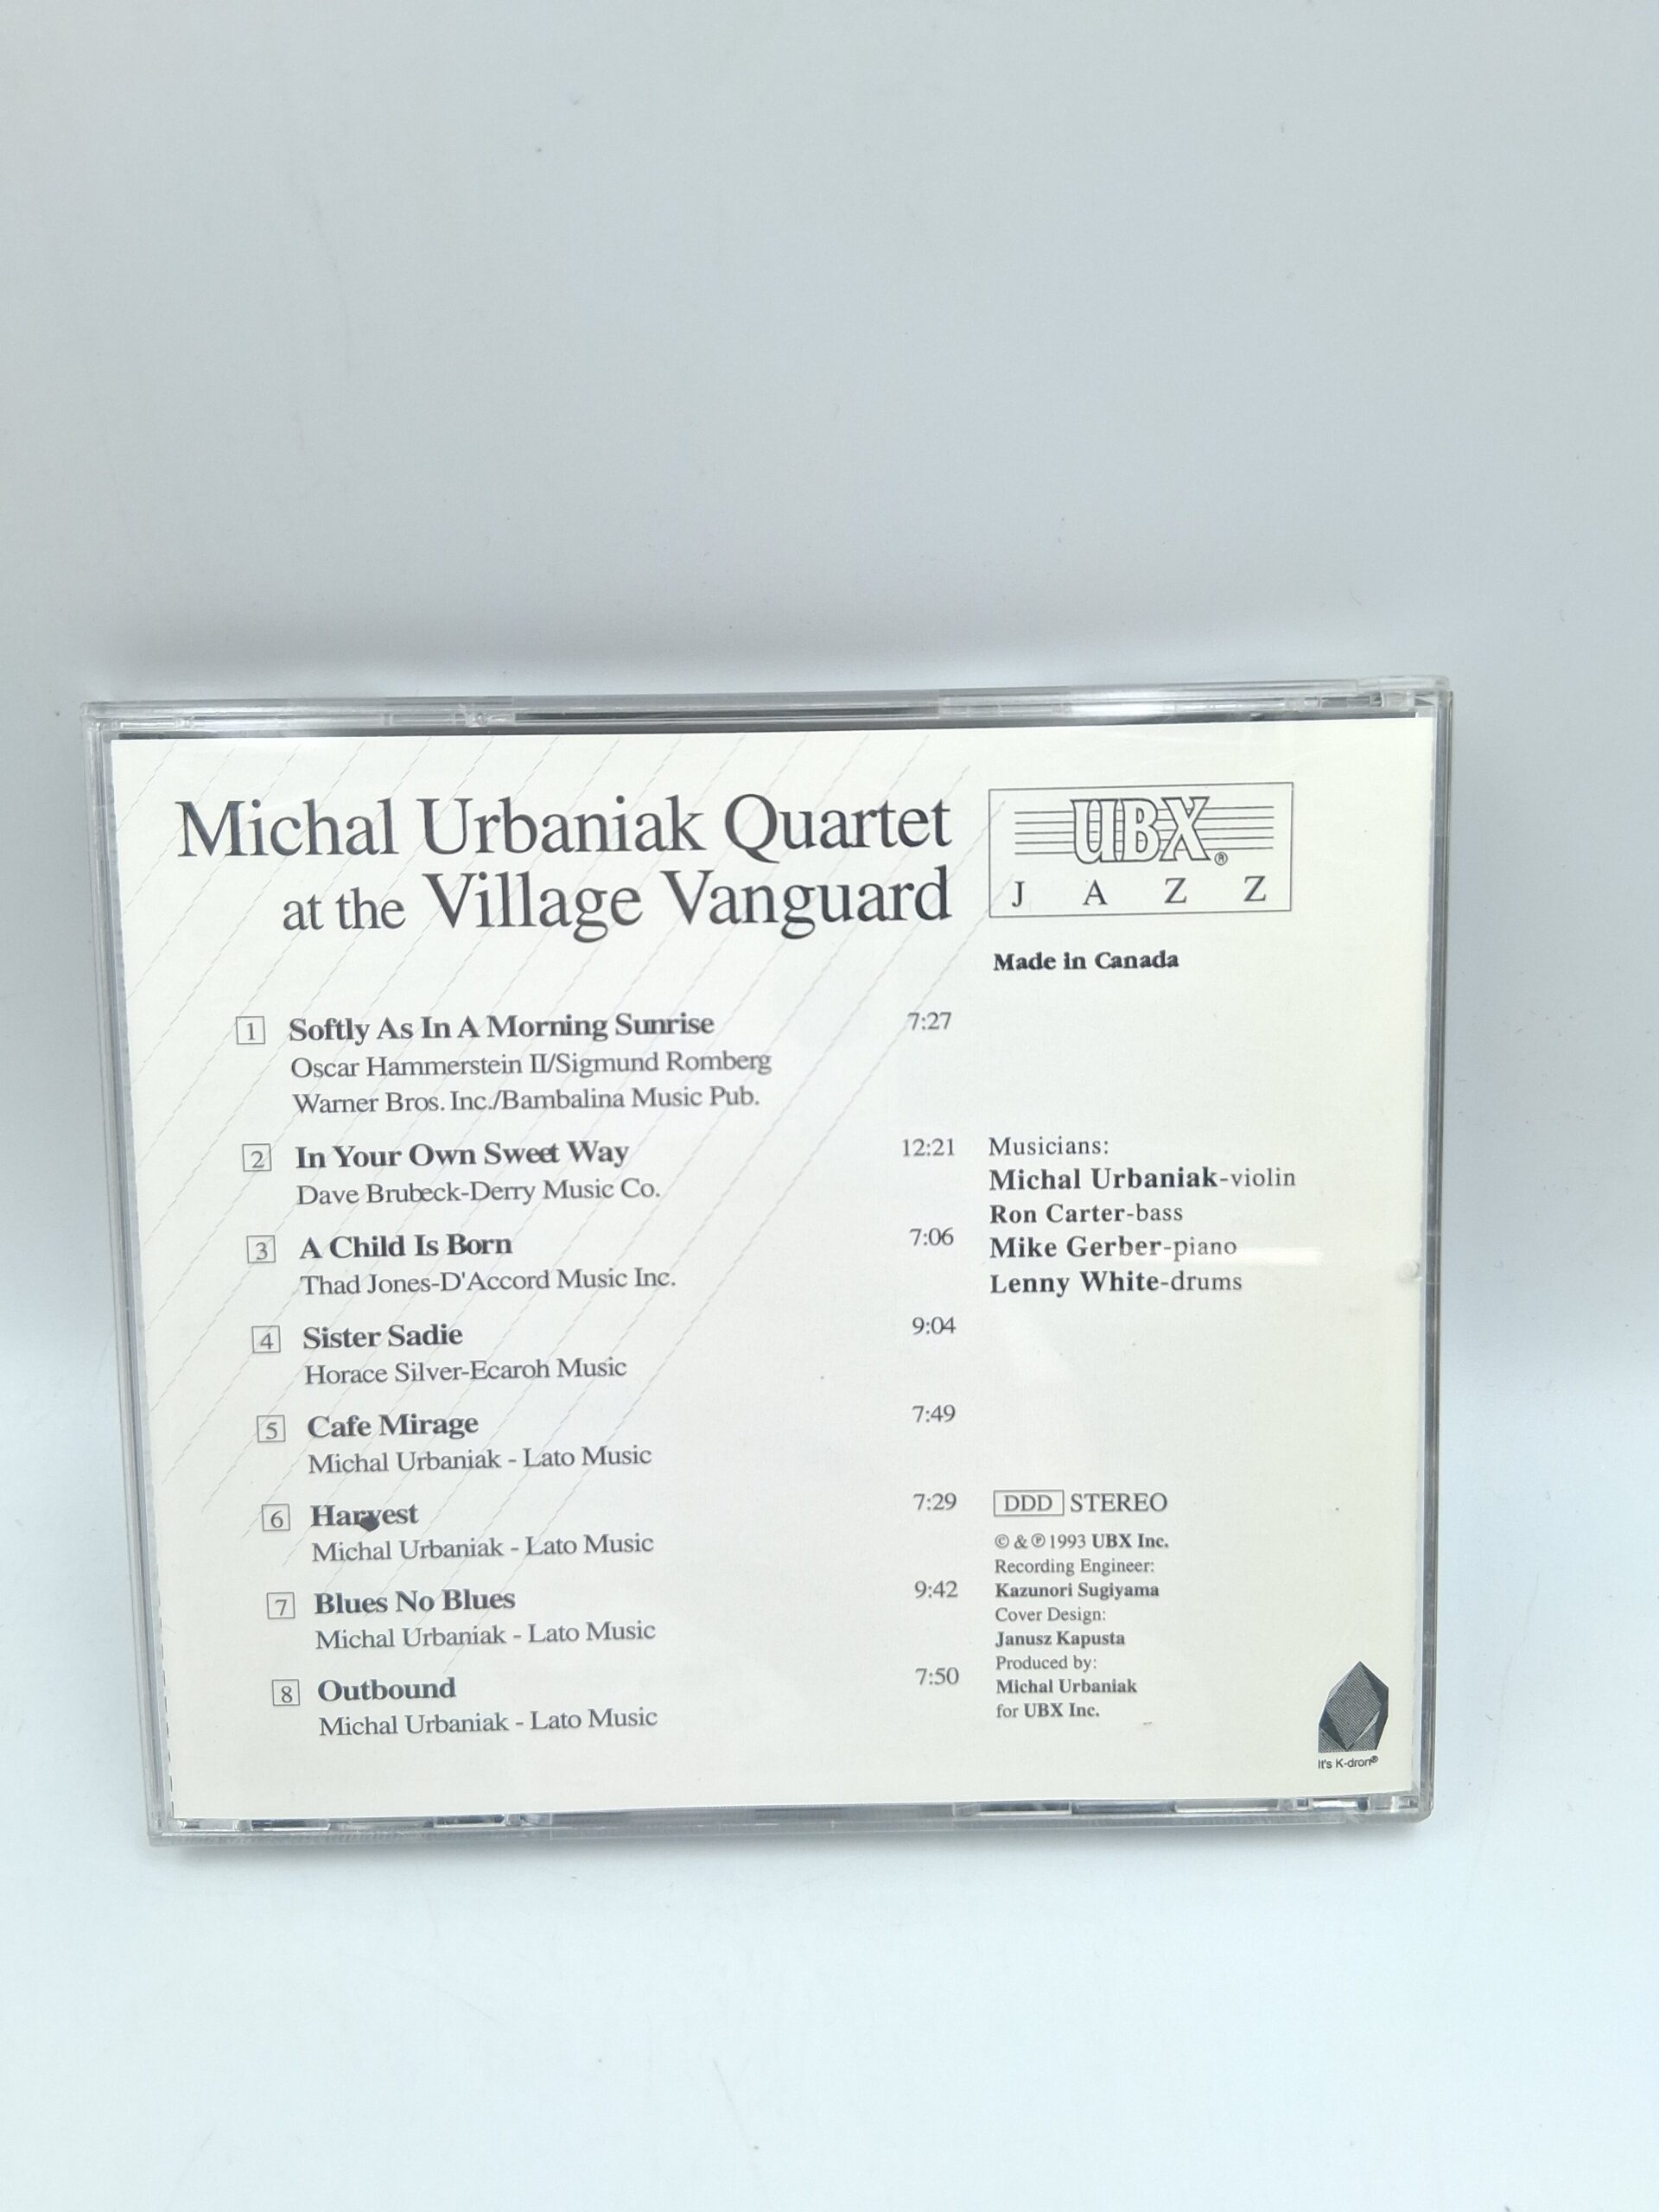 Michal Urbaniak Quartet
at the Village Vanguard
UBX®
JAZZ
Made in Canada
1 Softly As In A Morning Sunrise 7:27
Oscar Hammerstein II/Sigmund Romberg
Warner Bros. Inc./Bambalina Music Pub.
2 In Your Own Sweet Way 12:21
Dave Brubeck-Derry Music Co.
3 A Child Is Born 7:06
Thad Jones-D'Accord Music Inc.
4 Sister Sadie 9:04
Horace Silver-Ecaroh Music
5 Cafe Mirage 7:49
Michal Urbaniak - Lato Music
6 Harvest 7:29
Michal Urbaniak - Lato Music
7 Blues No Blues 9:42
Michal Urbaniak - Lato Music
8 Outbound 7:50
Michal Urbaniak - Lato Music
Musicians:
Michal Urbaniak-violin
Ron Carter-bass
Mike Gerber-piano
Lenny White-drums
DDD STEREO
© & ℗ 1993 UBX Inc.
Recording Engineer:
Kazunori Sugiyama
Cover Design:
Janusz Kapusta
Produced by:
Michal Urbaniak
for UBX Inc.
It's K-dron®